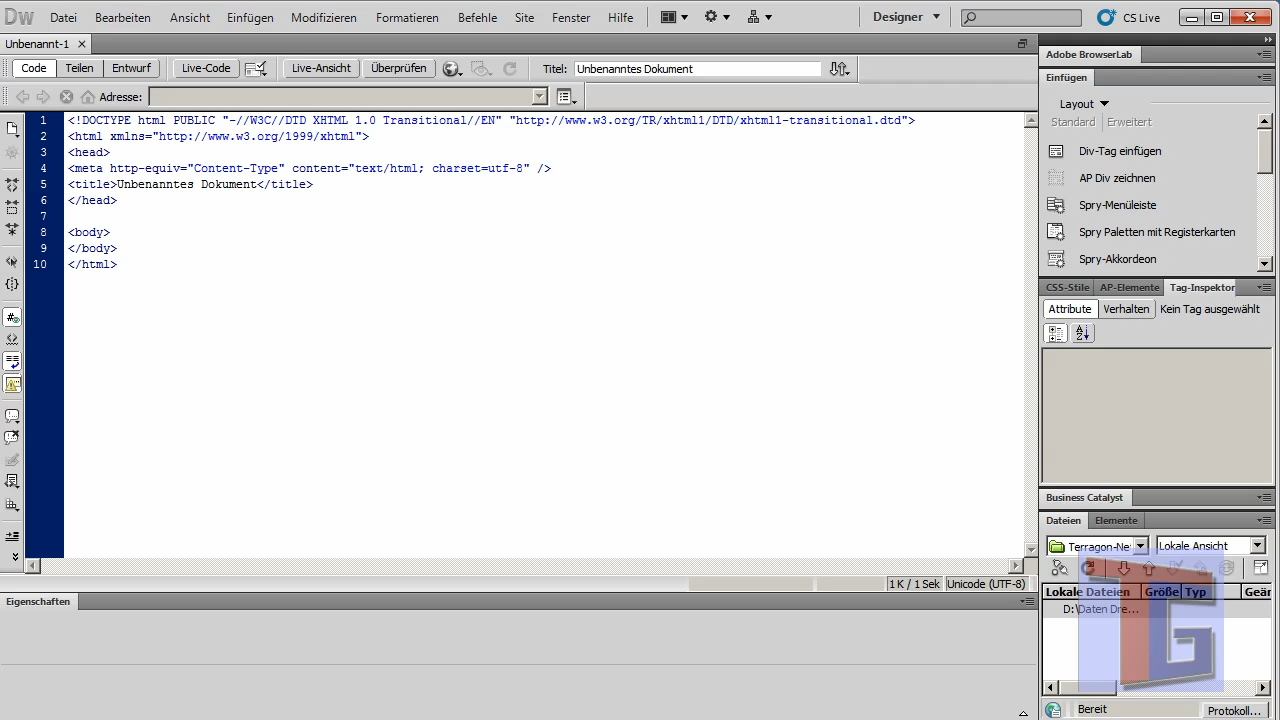 Dw Datei Bearbeiten Ansicht Einfügen Modifizieren Formatieren Befehle Site Fenster Hilfe Designer CS Live
Unbenannt-1
Code Teilen Entwurf Live-Code Live-Ansicht Überprüfen Titel: Unbenanntes Dokument
Adresse:
1 <!DOCTYPE html PUBLIC "-//W3C//DTD XHTML 1.0 Transitional//EN" "http://www.w3.org/TR/xhtml1/DTD/xhtml1-transitional.dtd">
2 <html xmlns="http://www.w3.org/1999/xhtml">
3 <head>
4 <meta http-equiv="Content-Type" content="text/html; charset=utf-8" />
5 <title>Unbenanntes Dokument</title>
6 </head>
7
8 <body>
9 </body>
10 </html>
1 K / 1 Sek Unicode (UTF-8)
Eigenschaften
Adobe BrowserLab
Einfügen
Layout
Standard Erweitert
Div-Tag einfügen
AP Div zeichnen
Spry-Menüleiste
Spry Paletten mit Registerkarten
Spry-Akkordeon
CSS-Stile AP-Elemente Tag-Inspektor
Attribute Verhalten Kein Tag ausgewählt
Business Catalyst
Dateien Elemente
Terragon-Ne Lokale Ansicht
Lokale Dateien Größe Typ Geän
D:\Daten Dre...
TG
Bereit Protokoll...